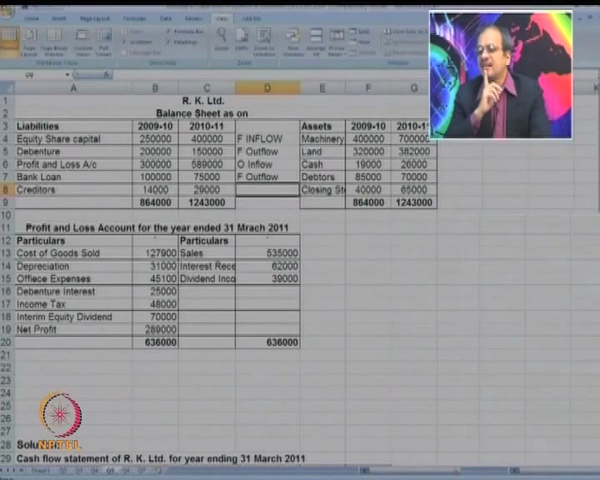 R. K. Ltd.
Balance Sheet as on
Liabilities 2009-10 2010-11 Assets 2009-10 2010-11
Equity Share capital 250000 400000 F INFLOW Machinery 400000 700000
Debenture 200000 150000 F Outflow Land 320000 382000
Profit and Loss A/c 300000 589000 O Inflow Cash 19000 26000
Bank Loan 100000 75000 F Outflow Debtors 85000 70000
Creditors 14000 29000 Closing St 40000 65000
864000 1243000 864000 1243000
Profit and Loss Account for the year ended 31 Mrach 2011
Particulars Particulars
Cost of Goods Sold 127900 Sales 535000
Depreciation 31000 Interest Rece 62000
Offiece Expenses 45100 Dividend Inco 39000
Debenture Interest 25000
Income Tax 48000
Interim Equity Dividend 70000
Net Profit 289000
636000 636000
NPTEL
Cash flow statement of R. K. Ltd. for year ending 31 March 2011